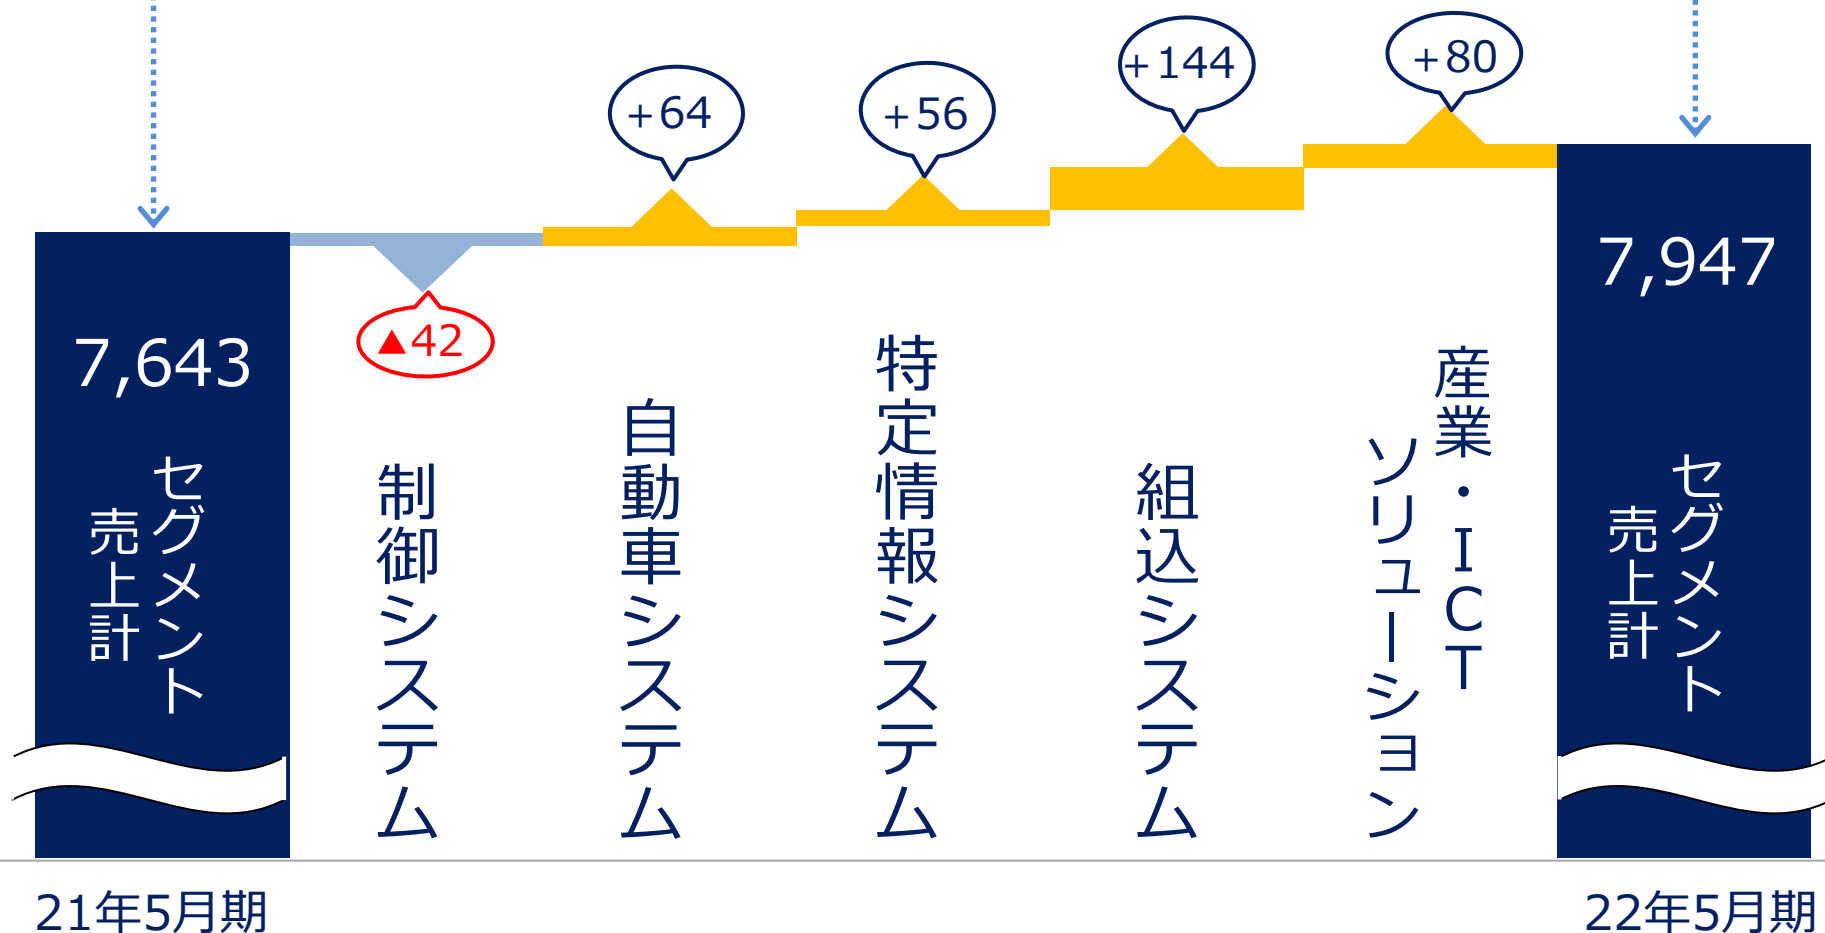 7,643
セグメント
売上計
▲42
制御システム
+64
自動車システム
+56
特定情報システム
+144
組込システム
+80
産業・ICT
ソリューション
7,947
セグメント
売上計
21年5月期
22年5月期